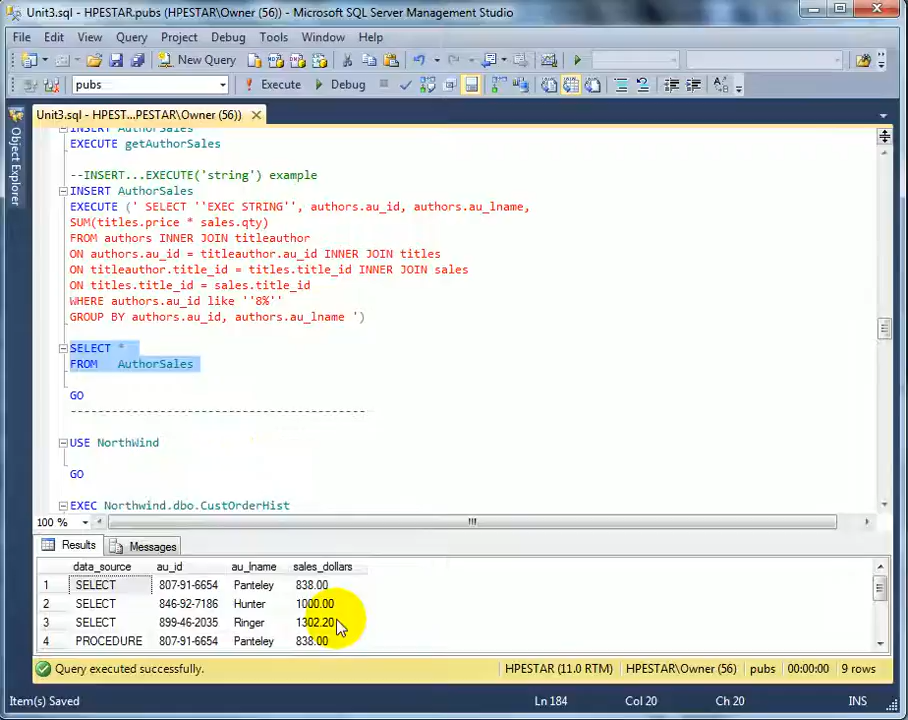 Unit3.sql - HPESTAR.pubs (HPESTAR\Owner (56)) - Microsoft SQL Server Management Studio
File Edit View Query Project Debug Tools Window Help
New Query
pubs Execute Debug
Unit3.sql - HPEST...PESTAR\Owner (56))
Object Explorer
INSERT AuthorSales
EXECUTE getAuthorSales
--INSERT...EXECUTE('string') example
INSERT AuthorSales
EXECUTE (' SELECT ''EXEC STRING'', authors.au_id, authors.au_lname,
SUM(titles.price * sales.qty)
FROM authors INNER JOIN titleauthor
ON authors.au_id = titleauthor.au_id INNER JOIN titles
ON titleauthor.title_id = titles.title_id INNER JOIN sales
ON titles.title_id = sales.title_id
WHERE authors.au_id like ''8%''
GROUP BY authors.au_id, authors.au_lname ')
SELECT *
FROM AuthorSales
GO
--------------------------------------
USE NorthWind
GO
EXEC Northwind.dbo.CustOrderHist
100 %
Results Messages
data_source au_id au_lname sales_dollars
1 SELECT 807-91-6654 Panteley 838.00
2 SELECT 846-92-7186 Hunter 1000.00
3 SELECT 899-46-2035 Ringer 1302.20
4 PROCEDURE 807-91-6654 Panteley 838.00
Query executed successfully. HPESTAR (11.0 RTM) HPESTAR\Owner (56) pubs 00:00:00 9 rows
Item(s) Saved Ln 184 Col 20 Ch 20 INS